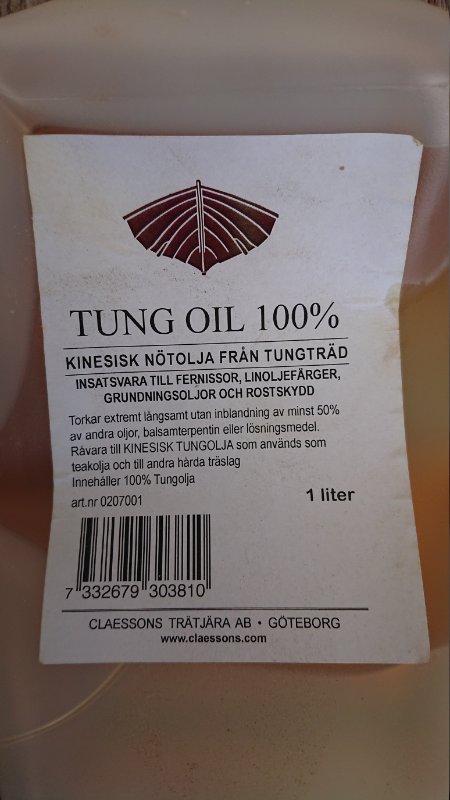 TUNG OIL 100%
KINESISK NÖTOLJA FRÅN TUNGTRÄD
INSATSVARA TILL FERNISSOR, LINOLJEFÄRGER,
GRUNDNINGSOLJOR OCH ROSTSKYDD
Torkar extremt långsamt utan inblandning av minst 50%
av andra oljor, balsamterpentin eller lösningsmedel.
Råvara till KINESISK TUNGOLJA som används som
teakolja och till andra hårda träslag
Innehåller 100% Tungolja
art.nr 0207001
1 liter
7 332679 303810
CLAESSONS TRÄTJÄRA AB • GÖTEBORG
www.claessons.com